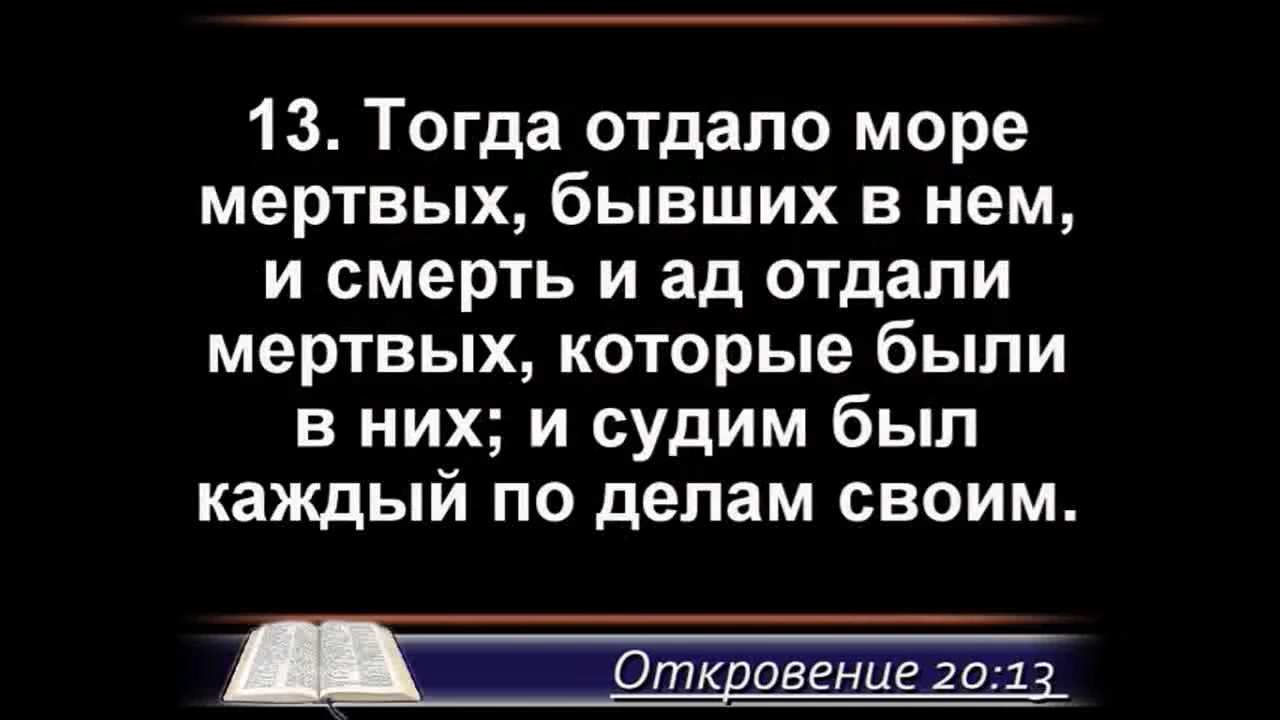 13. Тогда отдало море
мертвых, бывших в нем,
и смерть и ад отдали
мертвых, которые были
в них; и судим был
каждый по делам своим.
Откровение 20:13